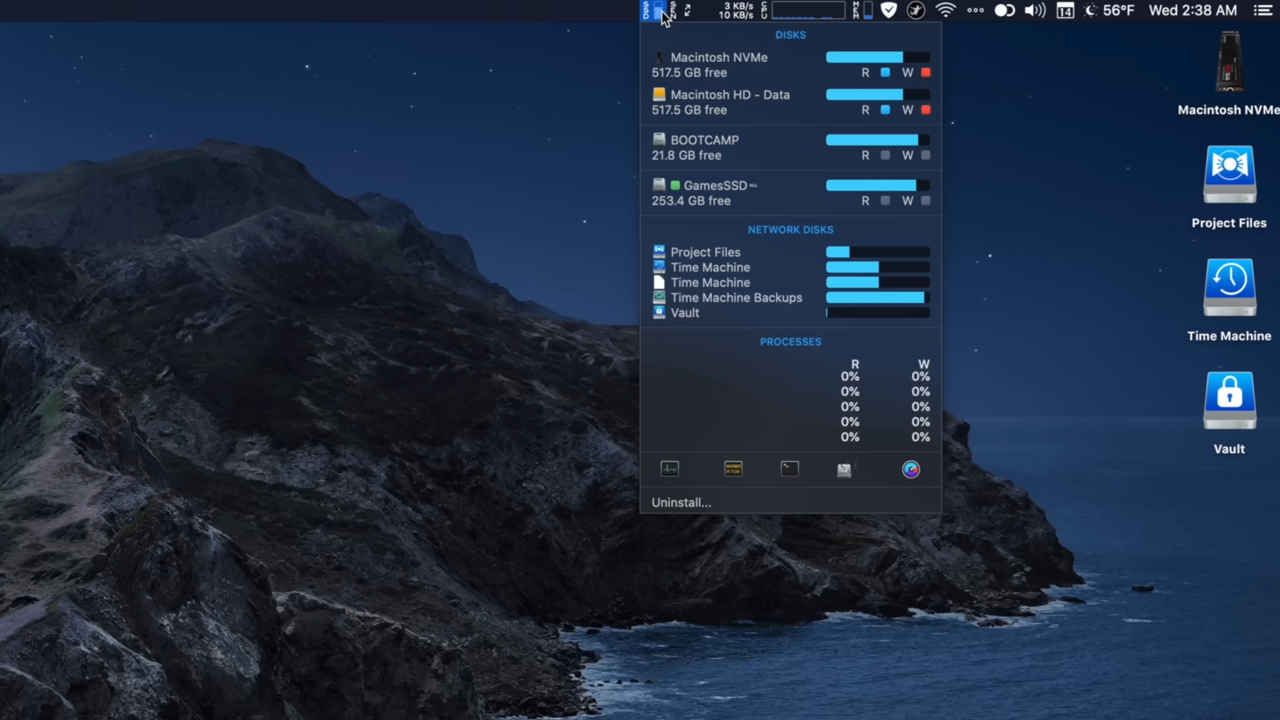 3 KB/s
10 KB/s
14
56°F
Wed 2:38 AM
DISKS
Macintosh NVMe
517.5 GB free
R W
Macintosh HD - Data
517.5 GB free
R W
BOOTCAMP
21.8 GB free
R W
GamesSSD
253.4 GB free
R W
NETWORK DISKS
Project Files
Time Machine
Time Machine
Time Machine Backups
Vault
PROCESSES
R W
0% 0%
0% 0%
0% 0%
0% 0%
0% 0%
Uninstall...
Macintosh NVMe
Project Files
Time Machine
Vault